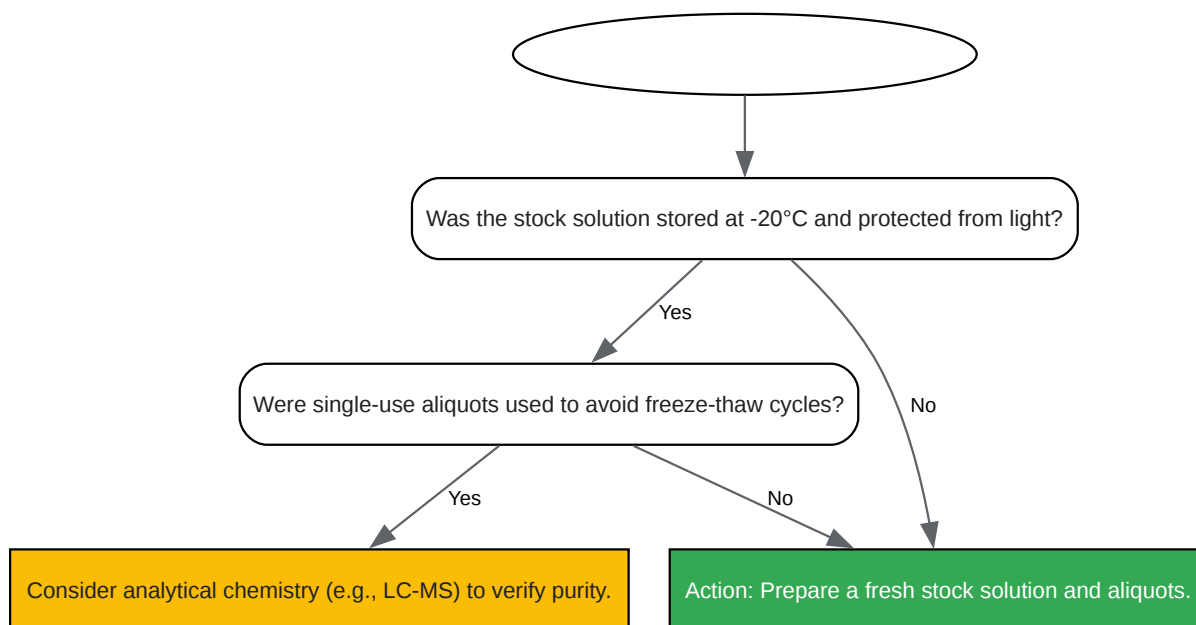 Was the stock solution stored at -20°C and protected from light?
Yes
Were single-use aliquots used to avoid freeze-thaw cycles?
No
Yes
No
Consider analytical chemistry (e.g., LC-MS) to verify purity.
Action: Prepare a fresh stock solution and aliquots.